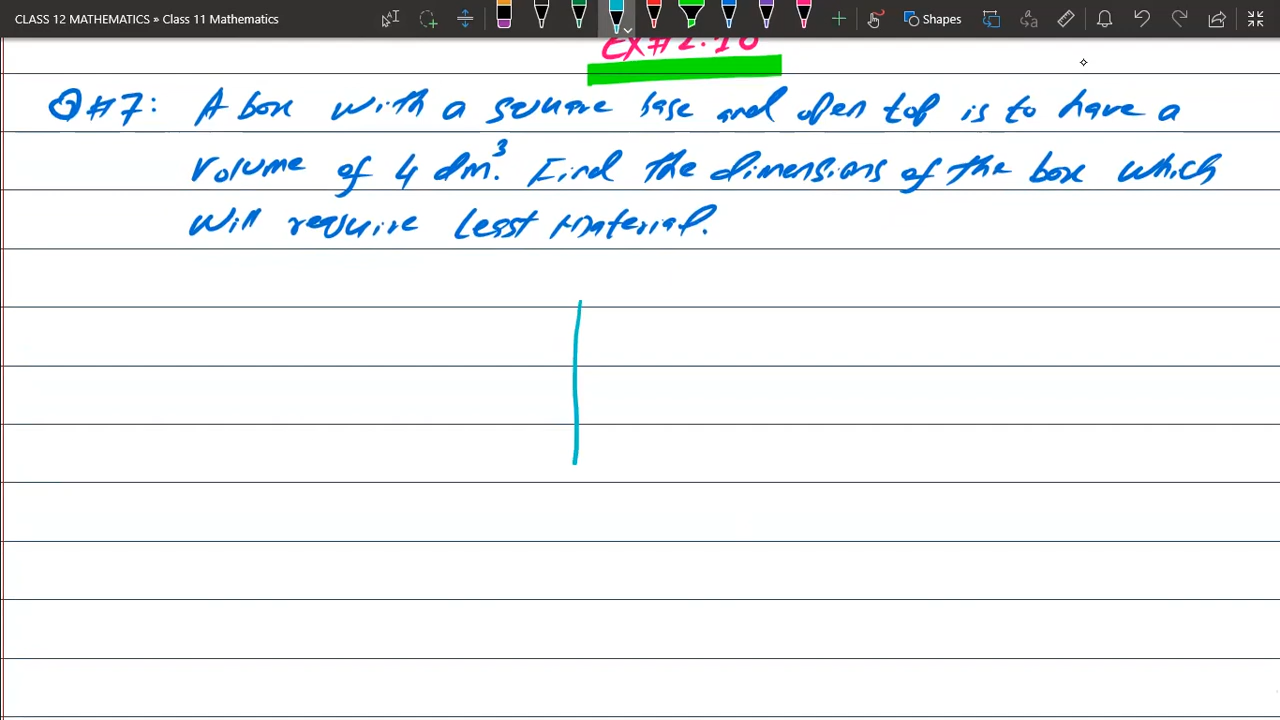 CLASS 12 MATHEMATICS » Class 11 Mathematics
Shapes
Ex# 2.10
Q#7: A box with a square base and open top is to have a
volume of 4 dm³. Find the dimensions of the box which
will require least material.